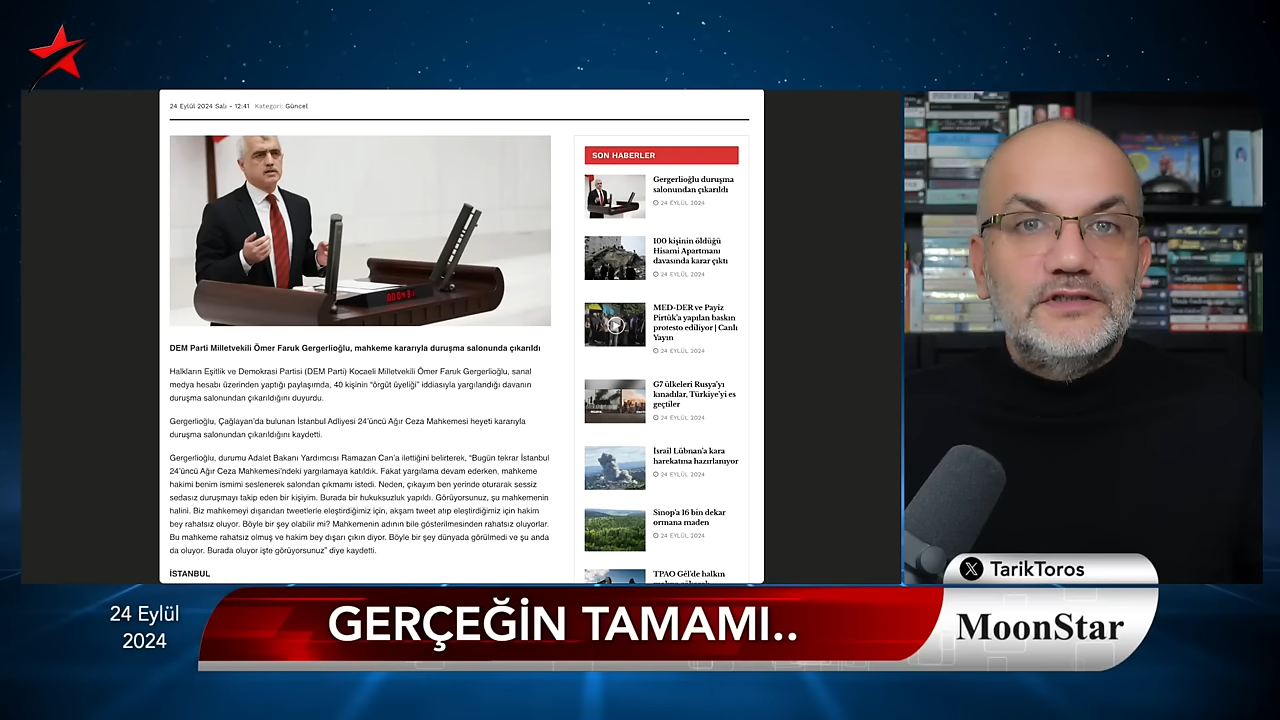 24 Eylül 2024 Salı - 12:41 Kategori: Güncel
DEM Parti Milletvekili Ömer Faruk Gergerlioğlu, mahkeme kararıyla duruşma salonunda çıkarıldı
Halkların Eşitlik ve Demokrasi Partisi (DEM Parti) Kocaeli Milletvekili Ömer Faruk Gergerlioğlu, sanal
medya hesabı üzerinden yaptığı paylaşımda, 40 kişinin “örgüt üyeliği” iddiasıyla yargılandığı davanın
duruşma salonundan çıkarıldığını duyurdu.
Gergerlioğlu, Çağlayan’da bulunan İstanbul Adliyesi 24’üncü Ağır Ceza Mahkemesi heyeti kararıyla
duruşma salonundan çıkarıldığını kaydetti.
Gergerlioğlu, durumu Adalet Bakanı Yardımcısı Ramazan Can’a ilettiğini belirterek, “Bugün tekrar İstanbul
24’üncü Ağır Ceza Mahkemesi’ndeki yargılamaya katıldık. Fakat yargılama devam ederken, mahkeme
hakimi benim ismimi seslenerek salondan çıkmamı istedi. Neden, çıkayım ben yerinde oturarak sessiz
sedasız duruşmayı takip eden bir kişiyim. Burada bir hukuksuzluk yapıldı. Görüyorsunuz, şu mahkemenin
halini. Biz mahkemeyi dışarıdan tweetlerle eleştirdiğimiz için, akşam tweet atıp eleştirdiğimiz için hakim
bey rahatsız oluyor. Böyle bir şey olabilir mi? Mahkemenin adının bile gösterilmesinden rahatsız oluyorlar.
Bu mahkeme rahatsız olmuş ve hakim bey dışarı çıkın diyor. Böyle bir şey dünyada görülmedi ve şu anda
da oluyor. Burada oluyor işte görüyorsunuz” diye kaydetti.
İSTANBUL
SON HABERLER
Gergerlioğlu duruşma
salonundan çıkarıldı
24 EYLÜL 2024
100 kişinin öldüğü
Hisami Apartmanı
davasında karar çıktı
24 EYLÜL 2024
MED-DER ve Payîz
Pirtûk’a yapılan baskın
protesto ediliyor | Canlı
Yayın
24 EYLÜL 2024
G7 ülkeleri Rusya’yı
kınadılar, Türkiye’yi es
geçtiler
24 EYLÜL 2024
İsrail Lübnan’a kara
harekatına hazırlanıyor
24 EYLÜL 2024
Sinop’a 16 bin dekar
ormana maden
24 EYLÜL 2024
TPAO Gêl’de halkın
TarikToros
MoonStar
24 Eylül
2024
GERÇEĞİN TAMAMI..